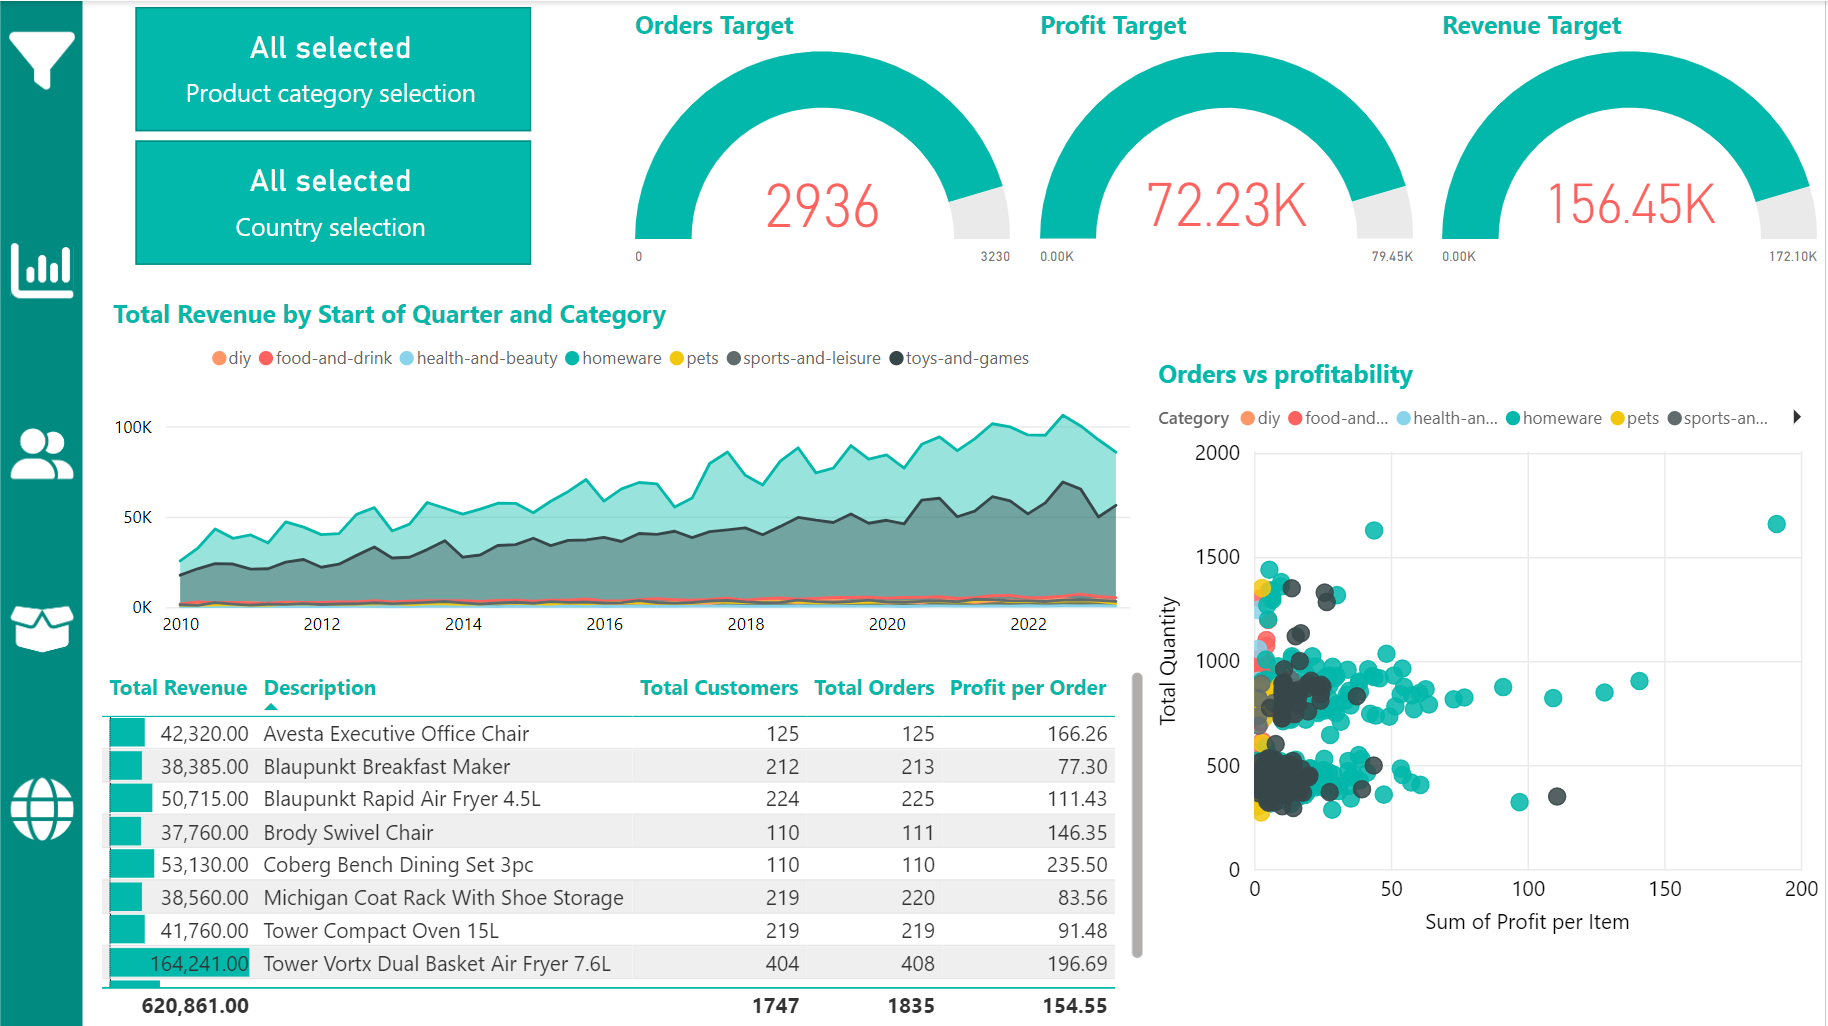 All selected
Product category selection
All selected
Country selection
Orders Target
2936
0
3230
Profit Target
72.23K
0.00K
79.45K
Revenue Target
156.45K
0.00K
172.10K
Total Revenue by Start of Quarter and Category
diy food-and-drink health-and-beauty homeware pets sports-and-leisure toys-and-games
100K
50K
0K
2010 2012 2014 2016 2018 2020 2022
Total Revenue Description Total Customers Total Orders Profit per Order
42,320.00 Avesta Executive Office Chair 125 125 166.26
38,385.00 Blaupunkt Breakfast Maker 212 213 77.30
50,715.00 Blaupunkt Rapid Air Fryer 4.5L 224 225 111.43
37,760.00 Brody Swivel Chair 110 111 146.35
53,130.00 Coberg Bench Dining Set 3pc 110 110 235.50
38,560.00 Michigan Coat Rack With Shoe Storage 219 220 83.56
41,760.00 Tower Compact Oven 15L 219 219 91.48
164,241.00 Tower Vortx Dual Basket Air Fryer 7.6L 404 408 196.69
620,861.00 1747 1835 154.55
Orders vs profitability
Category diy food-and... health-an... homeware pets sports-an...
Total Quantity
2000
1500
1000
500
0
0 50 100 150 200
Sum of Profit per Item